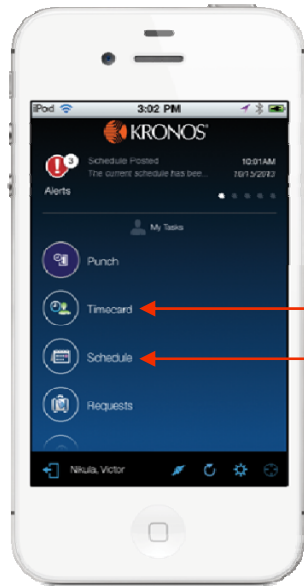 iPod 3:02 PM
KRONOS
3
Schedule Posted 10:01AM
The current schedule has bee... 10/15/2013
Alerts
My Tasks
Punch
Timecard
Schedule
Requests
Nikula, Victor